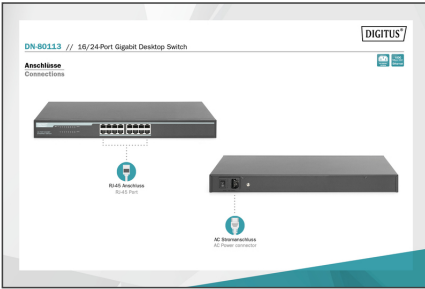 DIGITUS®
DN-80113 // 16/24-Port Gigabit Desktop Switch
Anschlüsse
Connections
RJ-45 Anschluss
RJ-45 Port
AC Stromanschluss
AC Power connector